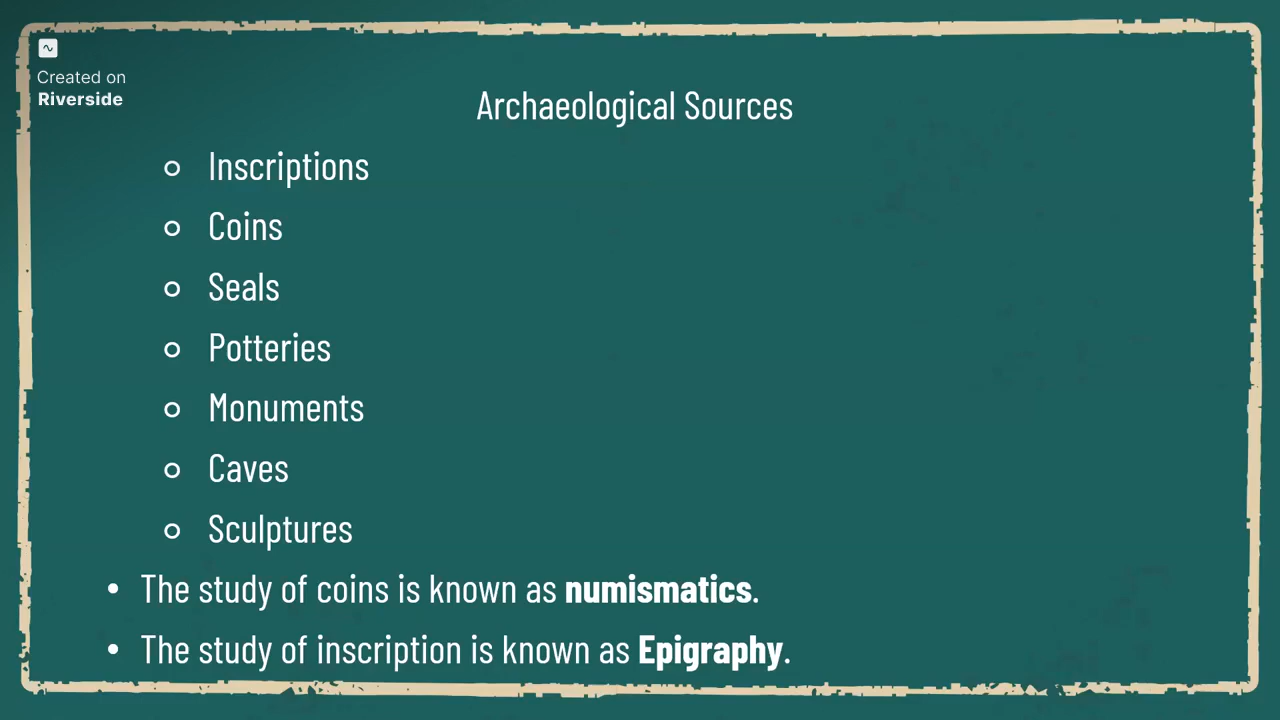 Created on
Riverside
Archaeological Sources
Inscriptions
Coins
Seals
Potteries
Monuments
Caves
Sculptures
The study of coins is known as numismatics.
The study of inscription is known as Epigraphy.